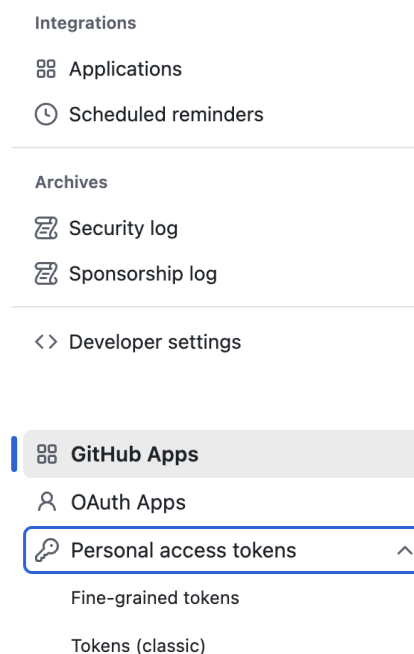 Integrations
Applications
Scheduled reminders
Archives
Security log
Sponsorship log
Developer settings
GitHub Apps
OAuth Apps
Personal access tokens
Fine-grained tokens
Tokens (classic)